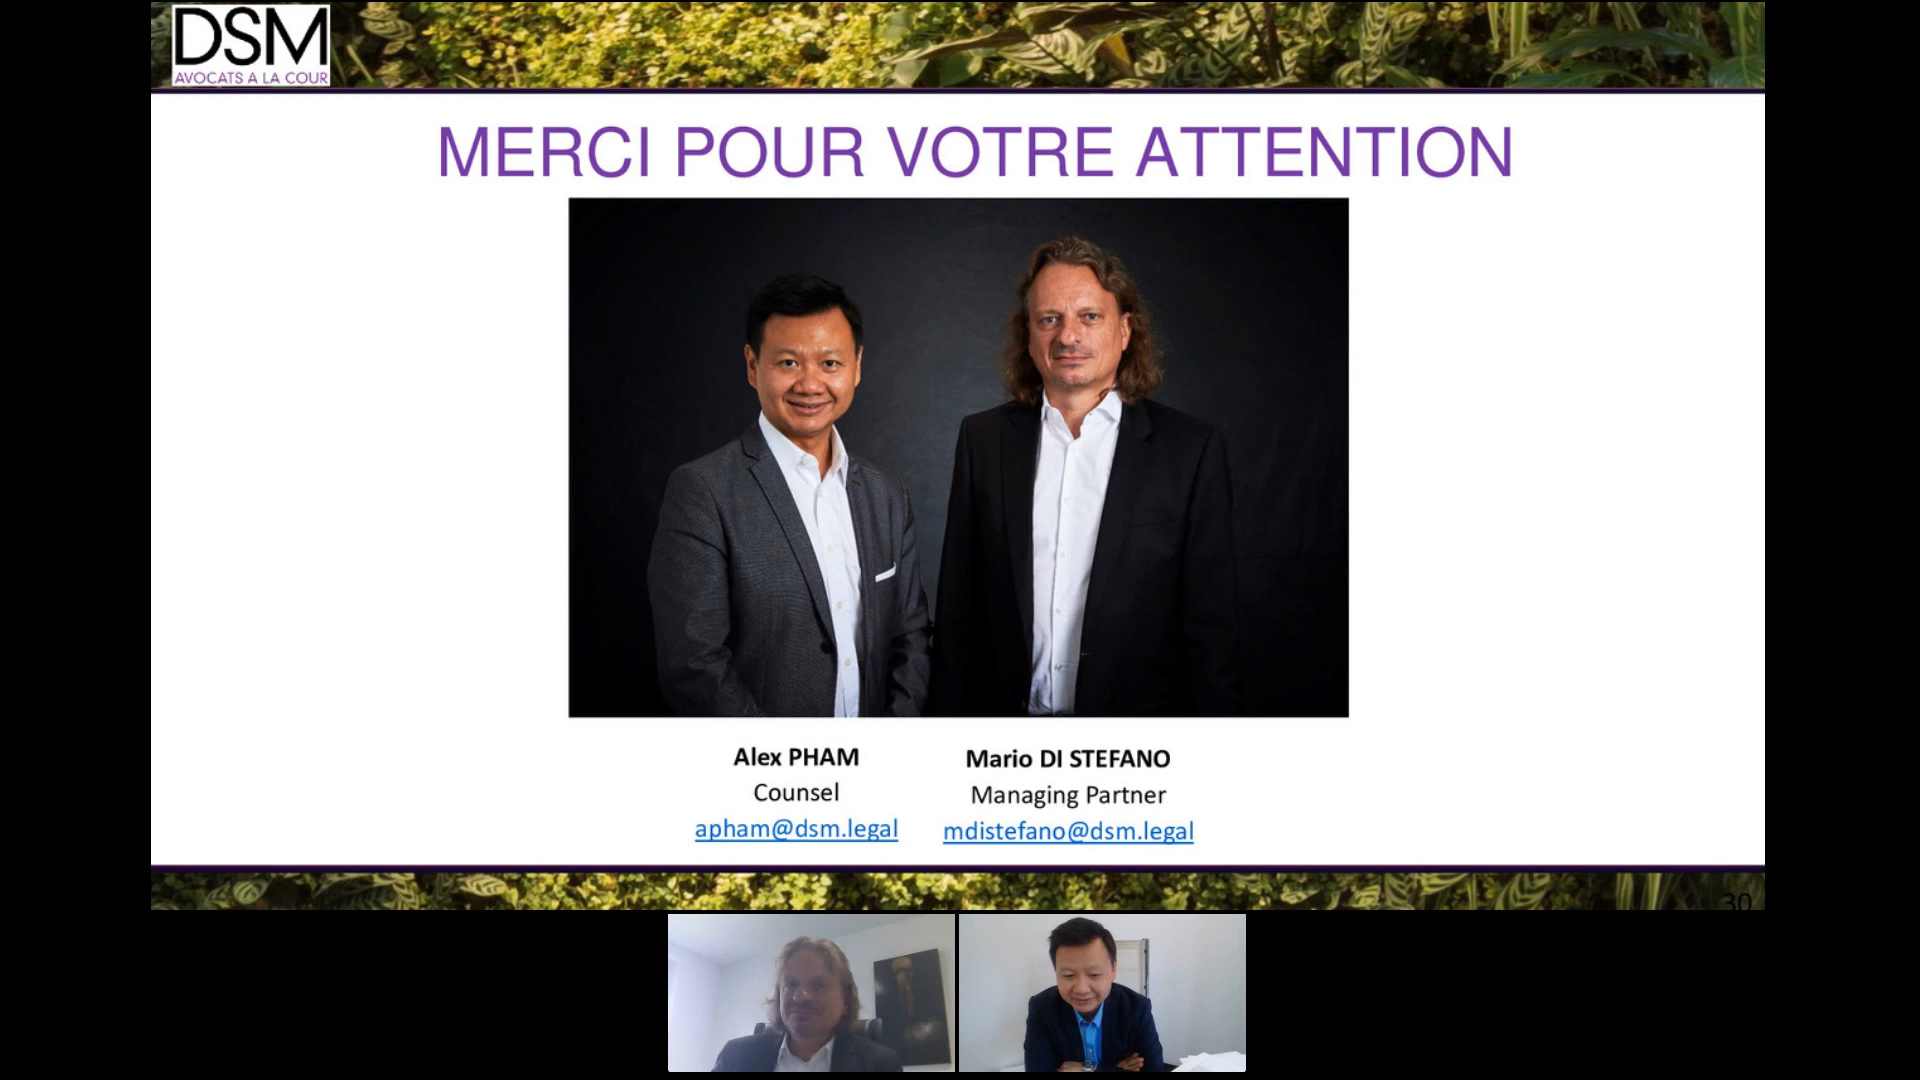 DSM
AVOCATS A LA COUR
MERCI POUR VOTRE ATTENTION
Alex PHAM
Counsel
apham@dsm.legal
Mario DI STEFANO
Managing Partner
mdistefano@dsm.legal
30